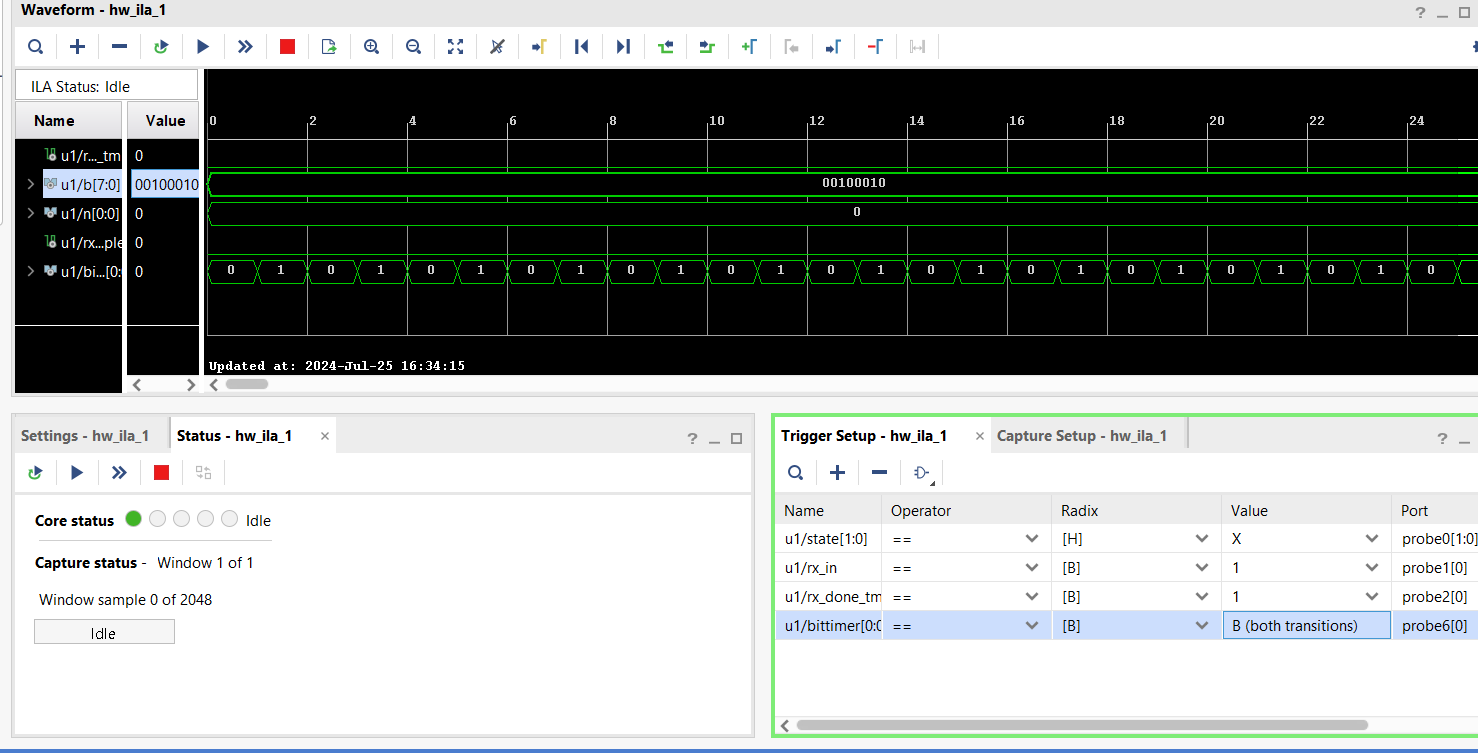 Waveform - hw_ila_1
?
ILA Status: Idle
Name Value
0 2 4 6 8 10 12 14 16 18 20 22 24
u1/r..._tm 0
u1/b[7:0] 00100010 00100010
u1/n[0:0] 0 0
u1/rx...ple 0
u1/bi...[0: 0 0 1 0 1 0 1 0 1 0 1 0 1 0 1 0 1 0 1 0 1 0 1 0 1 0
Updated at: 2024-Jul-25 16:34:15
Settings - hw_ila_1 Status - hw_ila_1 × ?
Core status Idle
Capture status - Window 1 of 1
Window sample 0 of 2048
Idle
Trigger Setup - hw_ila_1 × Capture Setup - hw_ila_1 ?
Name Operator Radix Value Port
u1/state[1:0] == [H] X probe0[1:0]
u1/rx_in == [B] 1 probe1[0]
u1/rx_done_tm == [B] 1 probe2[0]
u1/bittimer[0:0 == [B] B (both transitions) probe6[0]